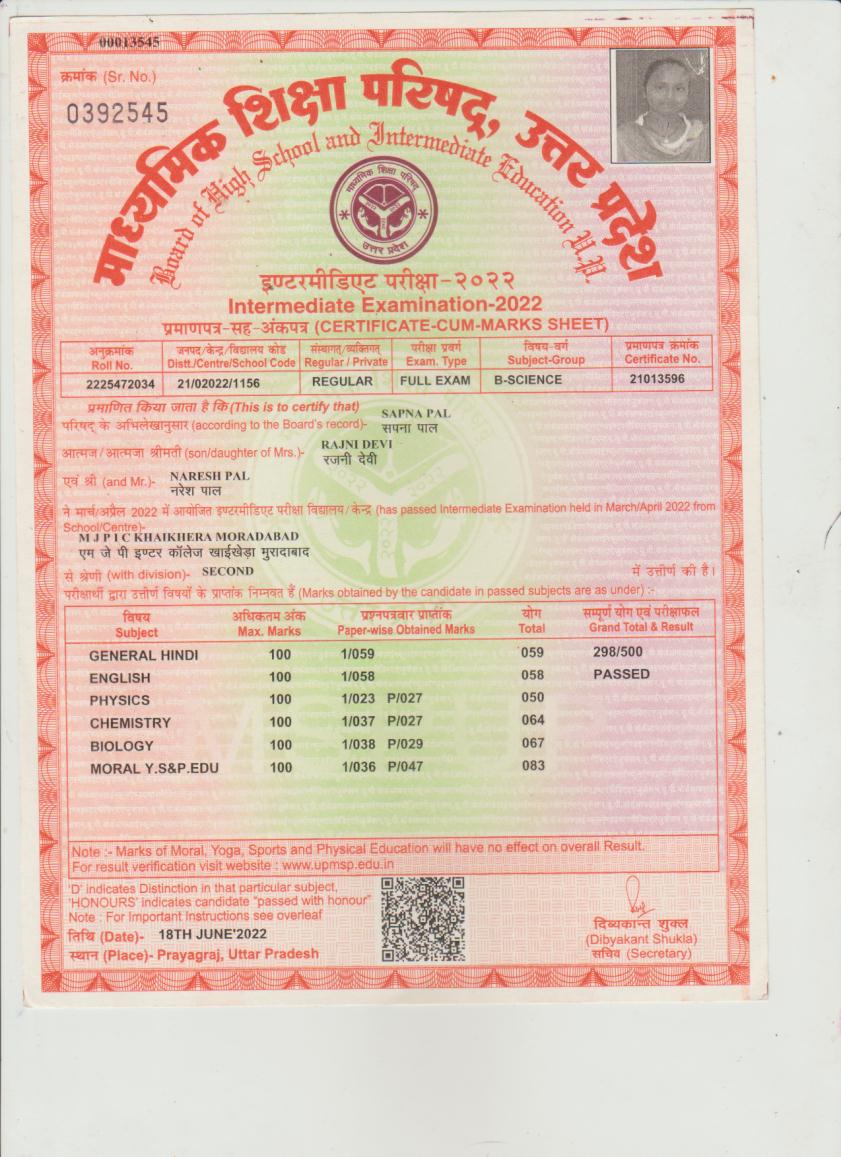 00013545
क्रमांक (Sr. No.)
0392545
माध्यमिक शिक्षा परिषद्, उत्तर प्रदेश
Board of High School and Intermediate Education U.P.
माध्यमिक शिक्षा परिषद्
उत्तर प्रदेश
इण्टरमीडिएट परीक्षा-२०२२
Intermediate Examination-2022
प्रमाणपत्र-सह-अंकपत्र (CERTIFICATE-CUM-MARKS SHEET)
अनुक्रमांक जनपद/केन्द्र/विद्यालय कोड संस्थागत/व्यक्तिगत परीक्षा प्रवर्ग विषय-वर्ग प्रमाणपत्र क्रमांक
Roll No. Distt./Centre/School Code Regular / Private Exam. Type Subject-Group Certificate No.
2225472034 21/02022/1156 REGULAR FULL EXAM B-SCIENCE 21013596
प्रमाणित किया जाता है कि (This is to certify that)
SAPNA PAL
परिषद् के अभिलेखानुसार (according to the Board's record)- सपना पाल
RAJNI DEVI
आत्मज/आत्मजा श्रीमती (son/daughter of Mrs.)- रजनी देवी
NARESH PAL
एवं श्री (and Mr.)- नरेश पाल
ने मार्च/अप्रैल 2022 में आयोजित इण्टरमीडिएट परीक्षा विद्यालय/केन्द्र (has passed Intermediate Examination held in March/April 2022 from
School/Centre)-
M J P I C KHAIKHERA MORADABAD
एम जे पी इण्टर कॉलेज खाईखेड़ा मुरादाबाद
से श्रेणी (with division)- SECOND में उत्तीर्ण की है।
परीक्षार्थी द्वारा उत्तीर्ण विषयों के प्राप्तांक निम्नवत हैं (Marks obtained by the candidate in passed subjects are as under) :-
विषय अधिकतम अंक प्रश्नपत्रवार प्राप्तांक योग सम्पूर्ण योग एवं परीक्षाफल
Subject Max. Marks Paper-wise Obtained Marks Total Grand Total & Result
GENERAL HINDI 100 1/059 059 298/500
ENGLISH 100 1/058 058 PASSED
PHYSICS 100 1/023 P/027 050
CHEMISTRY 100 1/037 P/027 064
BIOLOGY 100 1/038 P/029 067
MORAL Y.S&P.EDU 100 1/036 P/047 083
Note :- Marks of Moral, Yoga, Sports and Physical Education will have no effect on overall Result.
For result verification visit website : www.upmsp.edu.in
'D' indicates Distinction in that particular subject,
'HONOURS' indicates candidate "passed with honour"
Note : For Important Instructions see overleaf
तिथि (Date)- 18TH JUNE'2022
स्थान (Place)- Prayagraj, Uttar Pradesh
दिब्यकान्त शुक्ल
(Dibyakant Shukla)
सचिव (Secretary)